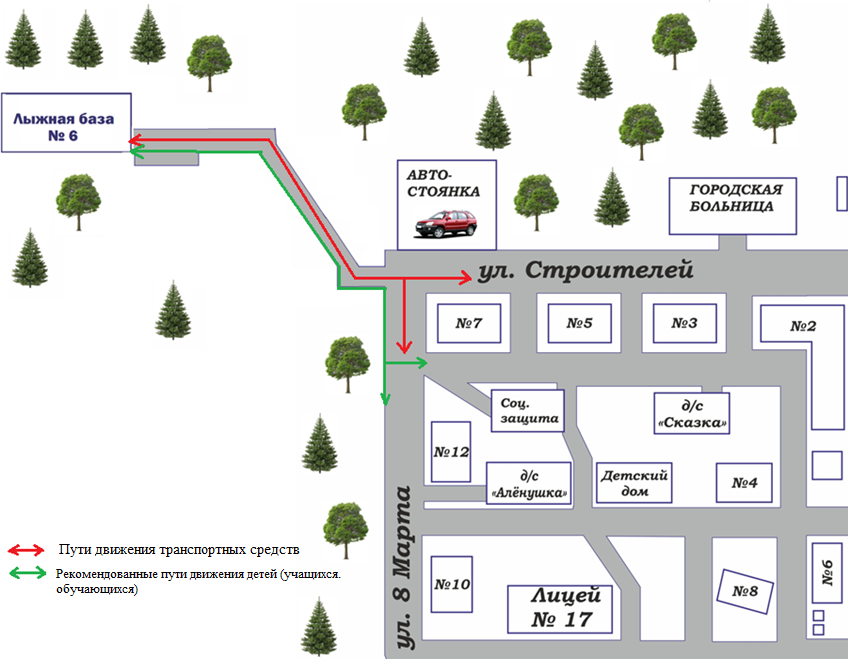 Лыжная база
№ 6
АВТО-
СТОЯНКА
ГОРОДСКАЯ
БОЛЬНИЦА
ул. Строителей
№7
№5
№3
№2
Соц.
защита
д/с
«Сказка»
№12
д/с
«Алёнушка»
Детский
дом
№4
ул. 8 Марта
Пути движения транспортных средств
Рекомендованные пути движения детей (учащихся.
обучающихся)
№10
Лицей
№ 17
№8
№6